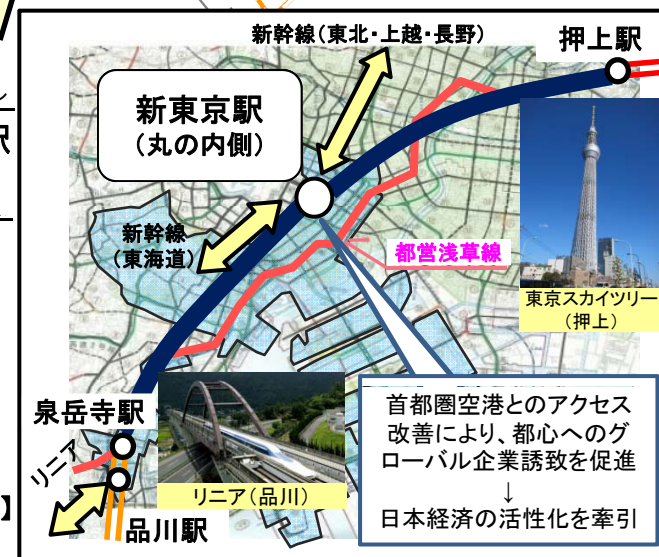 新幹線(東北・上越・長野)
押上駅
新東京駅
(丸の内側)
駅
新幹線
(東海道)
都営浅草線
東京スカイツリー
(押上)
泉岳寺駅
リニア
リニア(品川)
品川駅
】
首都圏空港とのアクセス
改善により、都心へのグ
ローバル企業誘致を促進
↓
日本経済の活性化を牽引